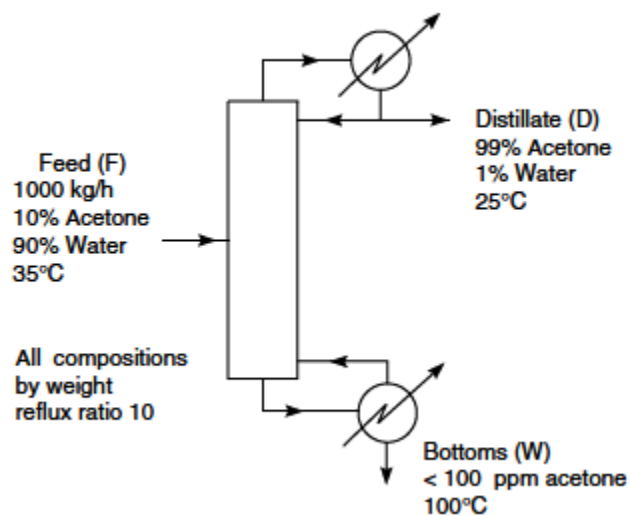 Distillate (D)
99% Acetone
1% Water
25°C
Feed (F)
1000 kg/h
10% Acetone
90% Water
35°C
All compositions
by weight
reflux ratio 10
Bottoms (W)
< 100 ppm acetone
100°C